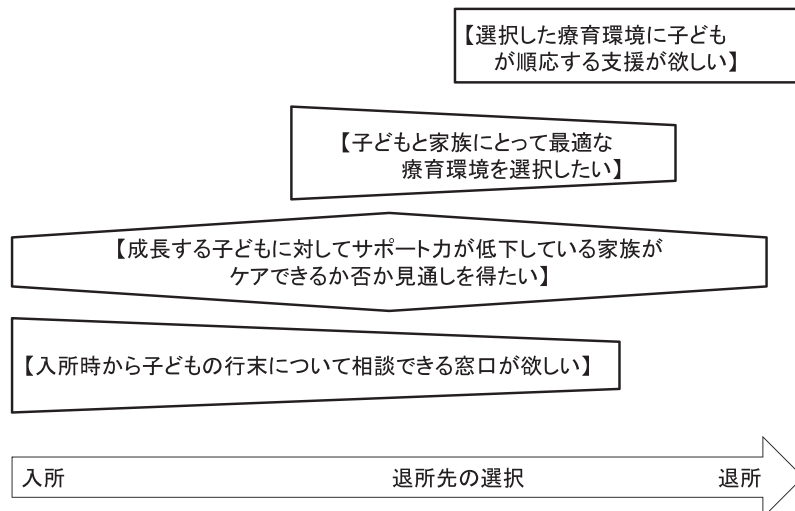 【選択した療育環境に子ども
が順応する支援が欲しい】
【子どもと家族にとって最適な
療育環境を選択したい】
【成長する子どもに対してサポート力が低下している家族が
ケアできるか否か見通しを得たい】
【入所時から子どもの行末について相談できる窓口が欲しい】
入所 退所先の選択 退所